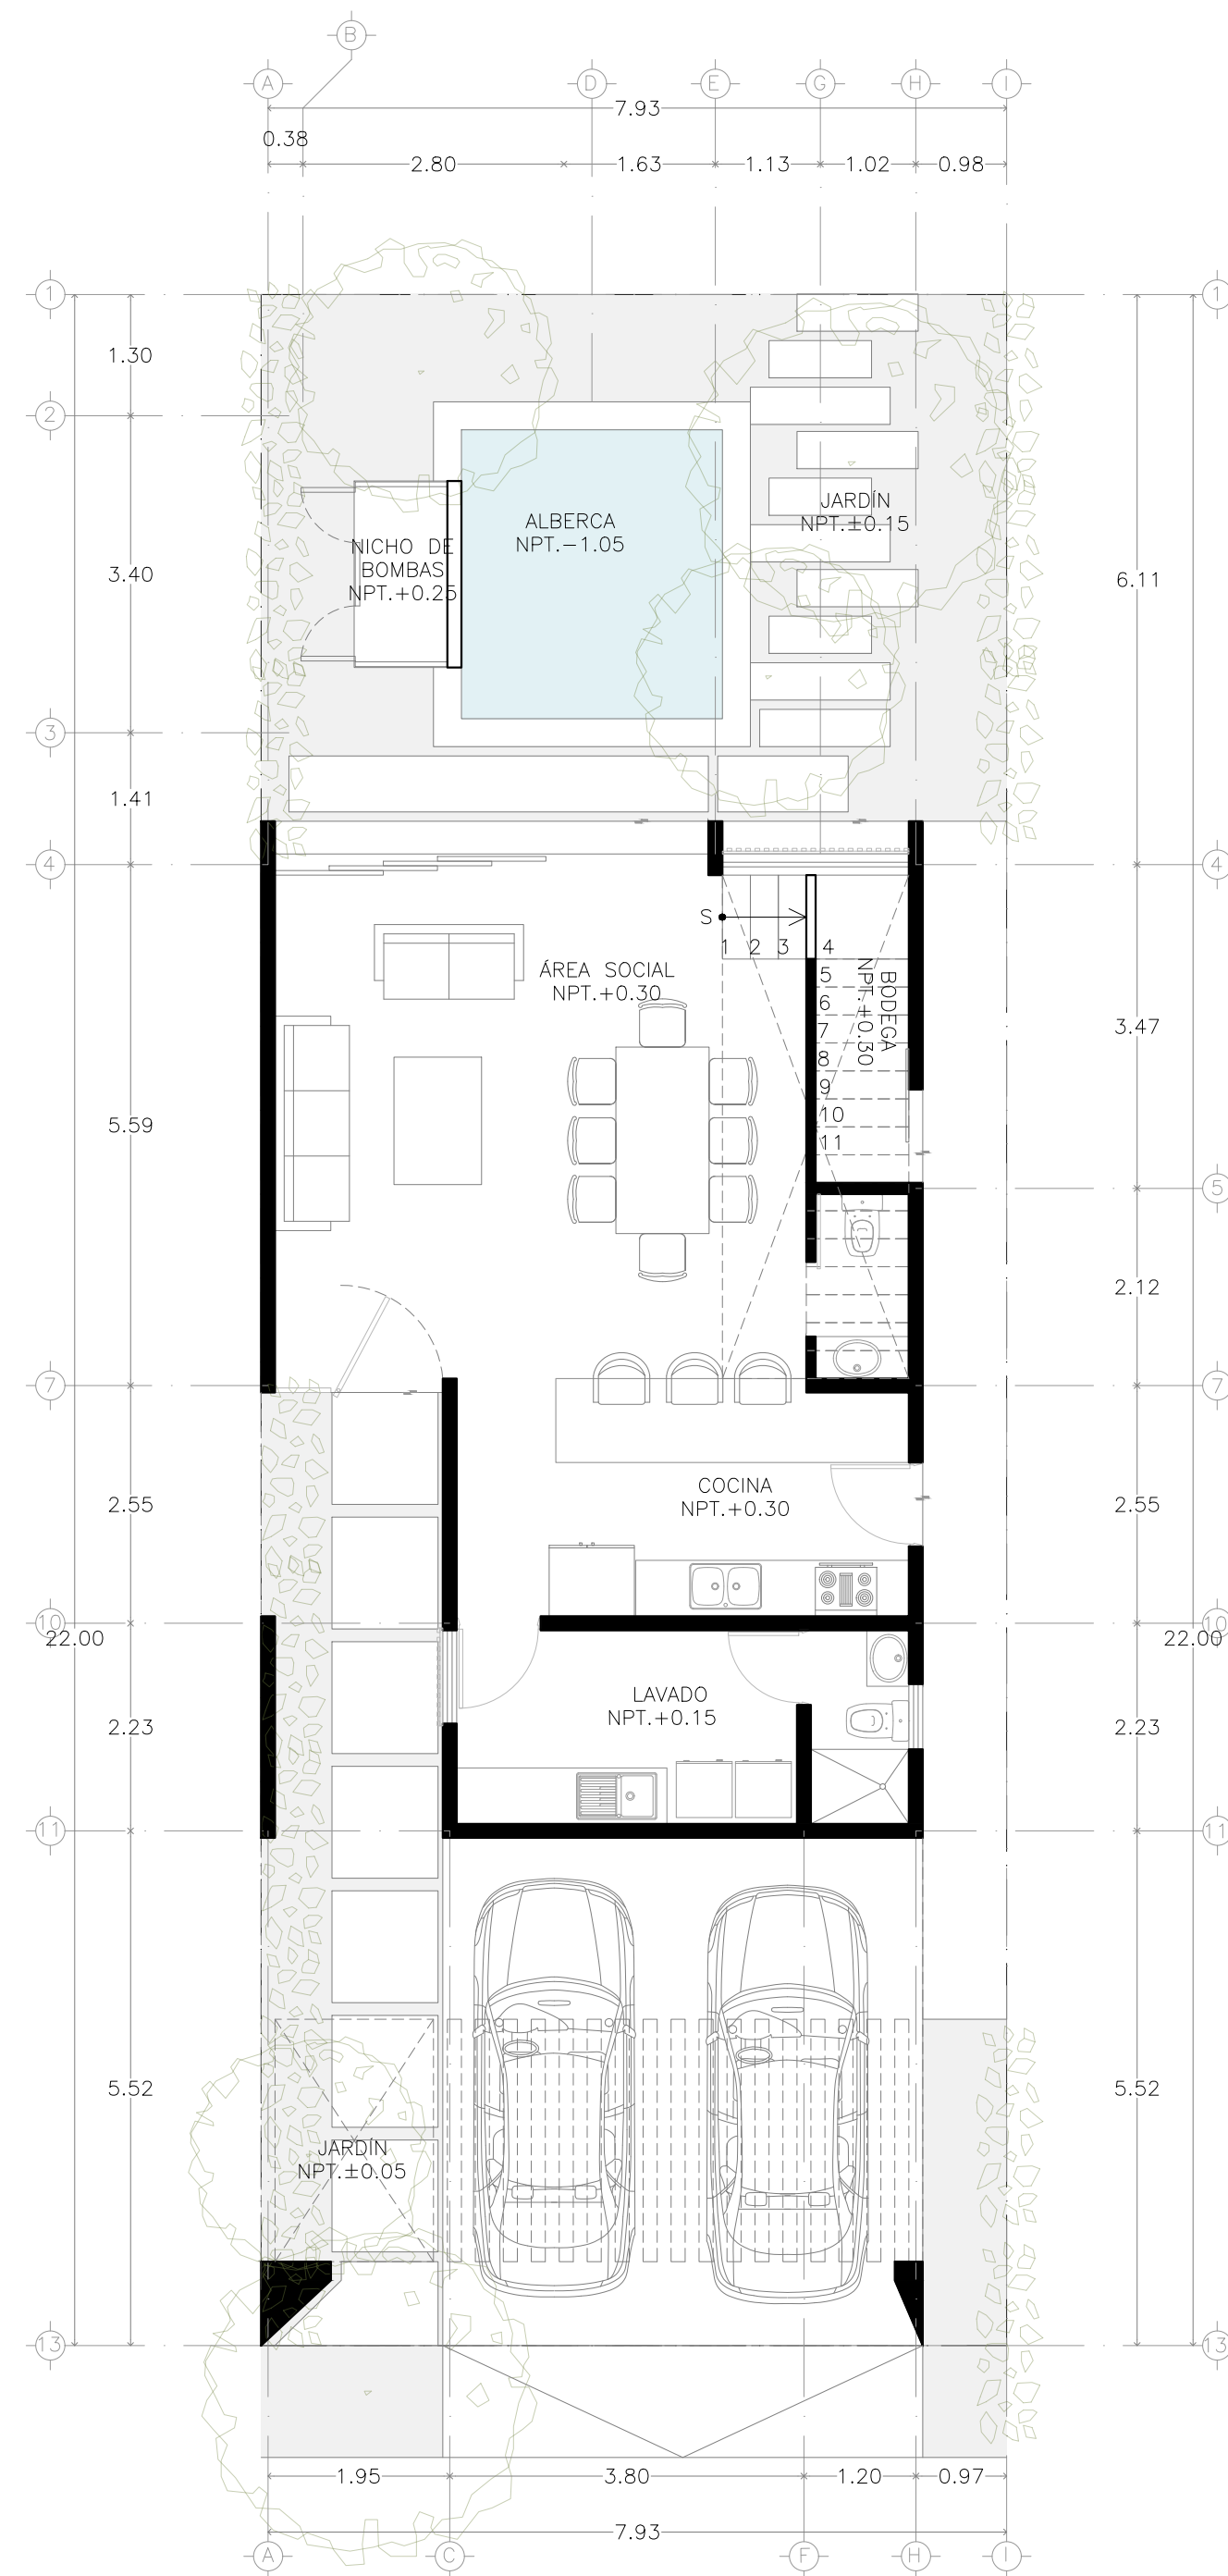 B
A
D
E
G
H
I
7.93
0.38
2.80
1.63
1.13
1.02
0.98
1
1
1.30
2
3.40
6.11
JARDÍN
NPT.±0.15
ALBERCA
NPT.-1.05
NICHO DE
BOMBAS
NPT.+0.25
3
1.41
4
4
S
1
2
3
4
5
6
7
8
9
10
11
BODEGA
NPT.+0.30
ÁREA SOCIAL
NPT.+0.30
3.47
5.59
5
2.12
7
7
COCINA
NPT.+0.30
2.55
2.55
10
10
22.00
22.00
LAVADO
NPT.+0.15
2.23
2.23
11
11
5.52
5.52
JARDÍN
NPT.±0.05
13
13
1.95
3.80
1.20
0.97
7.93
A
C
F
H
I